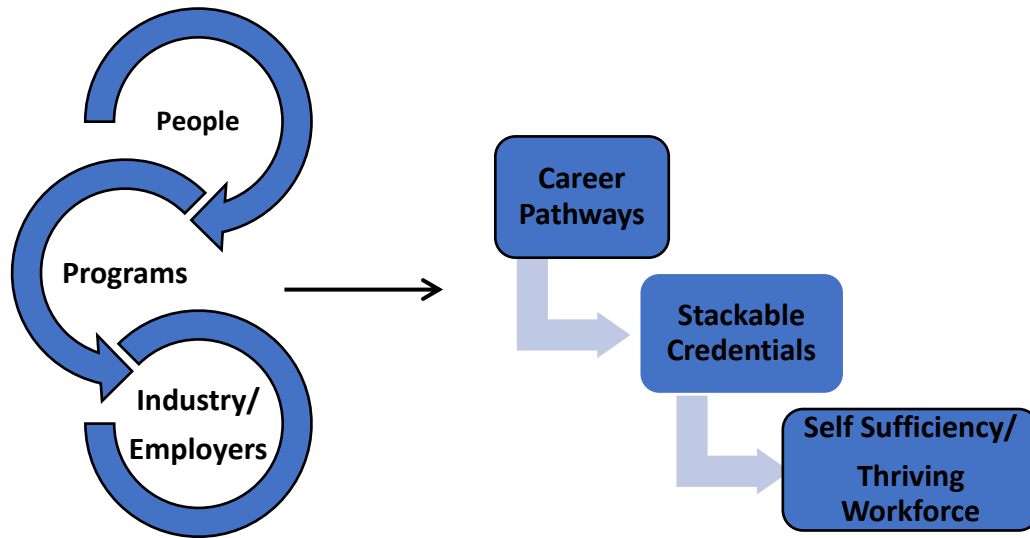 People
Programs
Industry/
Employers
Career
Pathways
Stackable
Credentials
Self Sufficiency/
Thriving
Workforce